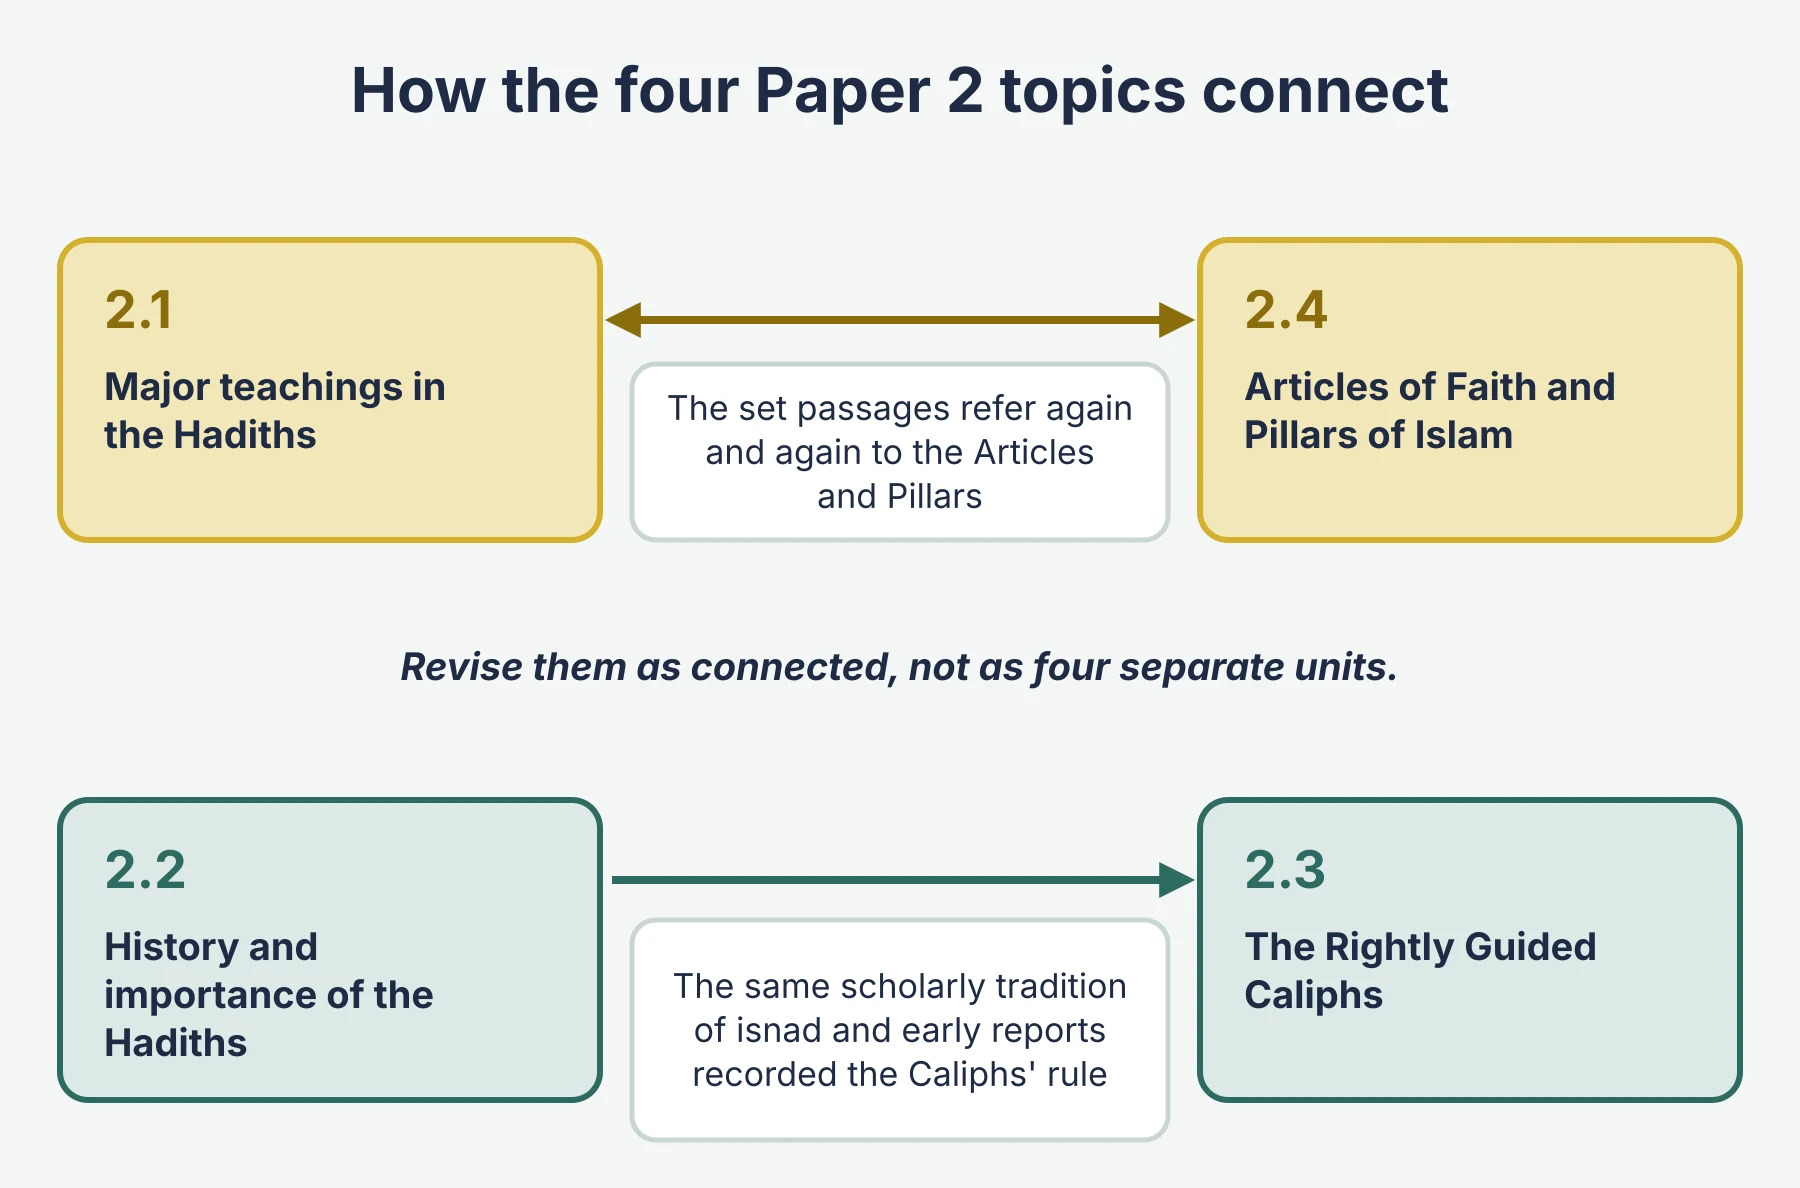 How the four Paper 2 topics connect
2.1
Major teachings in
the Hadiths
The set passages refer again
and again to the Articles
and Pillars
2.4
Articles of Faith and
Pillars of Islam
Revise them as connected, not as four separate units.
2.2
History and
importance of the
Hadiths
The same scholarly tradition
of isnad and early reports
recorded the Caliphs' rule
2.3
The Rightly Guided
Caliphs